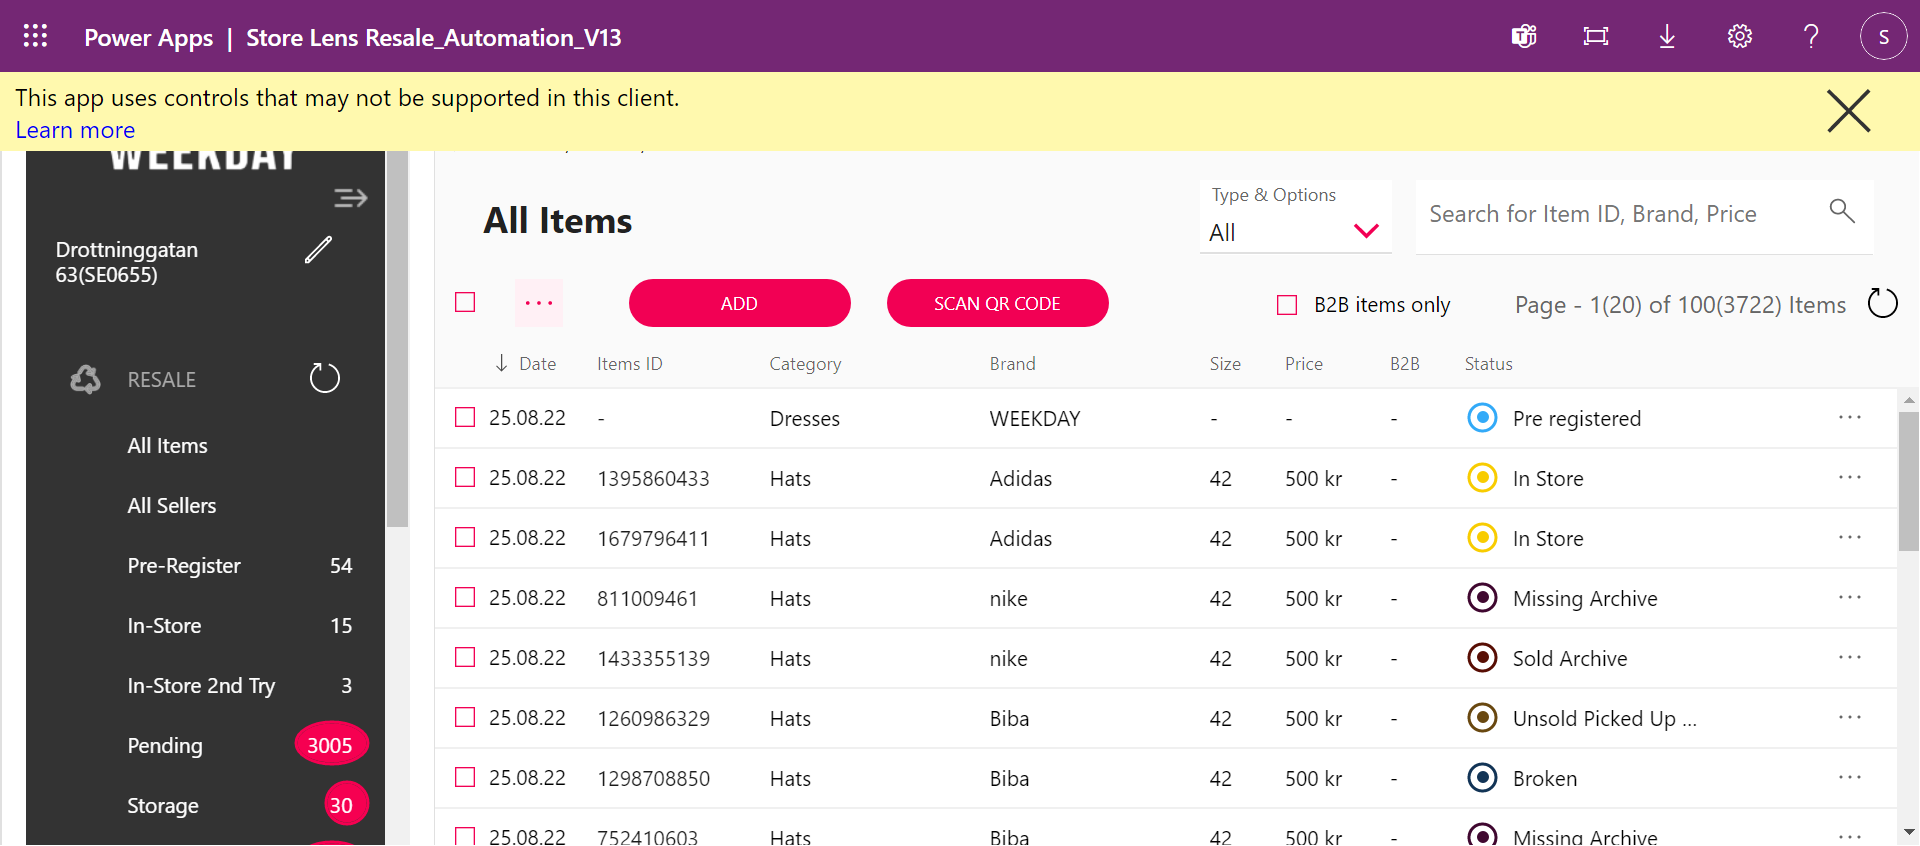 Power Apps | Store Lens Resale_Automation_V13
S
This app uses controls that may not be supported in this client.
Learn more
WEEKDAY
Drottninggatan
63(SE0655)
RESALE
All Items
All Sellers
Pre-Register 54
In-Store 15
In-Store 2nd Try 3
Pending 3005
Storage 30
All Items
Type & Options
All
Search for Item ID, Brand, Price
... ADD SCAN QR CODE B2B items only Page - 1(20) of 100(3722) Items
Date Items ID Category Brand Size Price B2B Status
25.08.22 - Dresses WEEKDAY - - - Pre registered ...
25.08.22 1395860433 Hats Adidas 42 500 kr - In Store ...
25.08.22 1679796411 Hats Adidas 42 500 kr - In Store ...
25.08.22 811009461 Hats nike 42 500 kr - Missing Archive ...
25.08.22 1433355139 Hats nike 42 500 kr - Sold Archive ...
25.08.22 1260986329 Hats Biba 42 500 kr - Unsold Picked Up ... ...
25.08.22 1298708850 Hats Biba 42 500 kr - Broken ...
25.08.22 752410603 Hats Biba 42 500 kr - Missing Archive ...